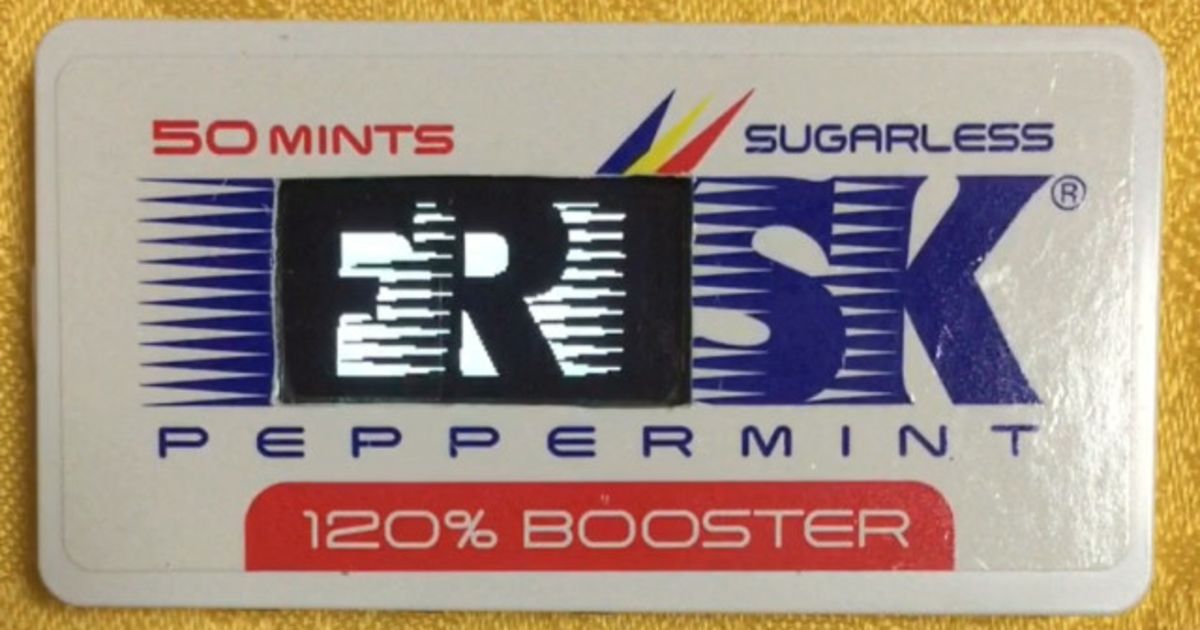 50 MINTS SUGARLESS
FRISK®
PEPPERMINT
120% BOOSTER